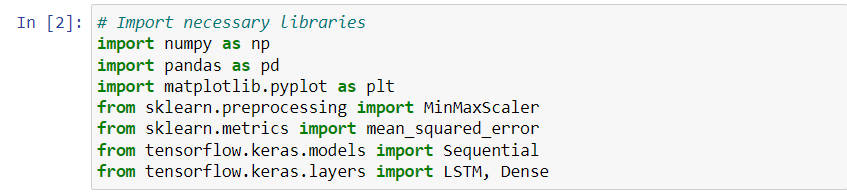 In [2]: # Import necessary libraries
import numpy as np
import pandas as pd
import matplotlib.pyplot as plt
from sklearn.preprocessing import MinMaxScaler
from sklearn.metrics import mean_squared_error
from tensorflow.keras.models import Sequential
from tensorflow.keras.layers import LSTM, Dense